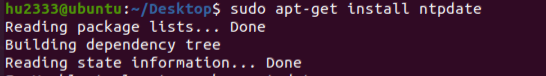 hu2333@ubuntu:~/Desktop$ sudo apt-get install ntpdate
Reading package lists... Done
Building dependency tree
Reading state information... Done